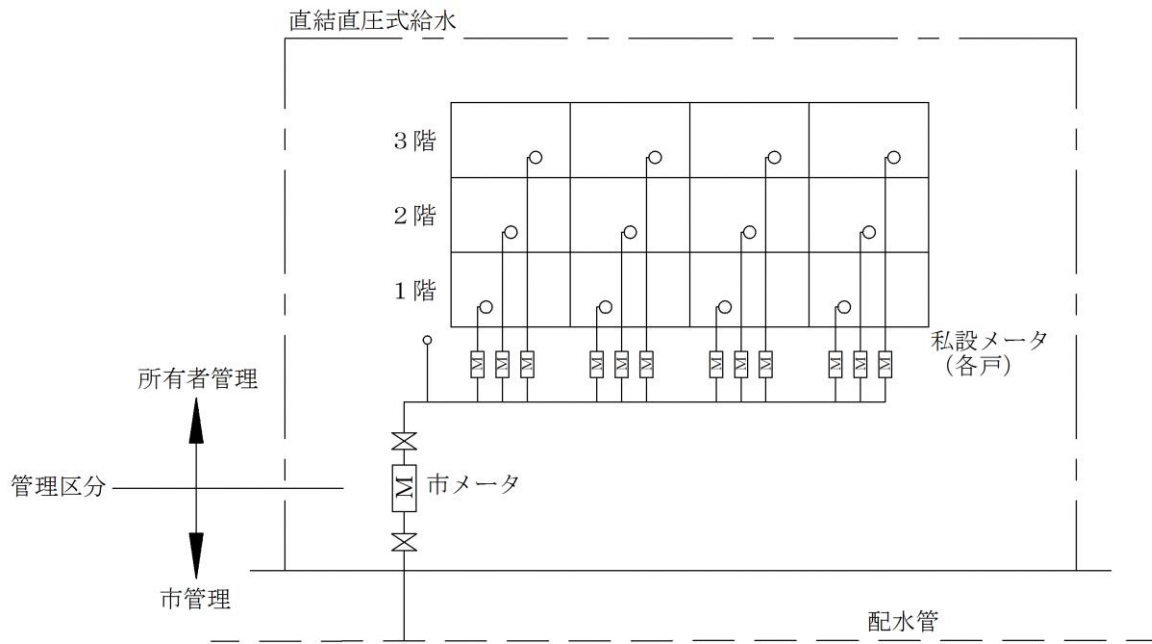 直結直圧式給水
3階
2階
1階
私設メータ
(各戸)
M M M M M M M M M M M M
所有者管理
管理区分
M
市メータ
市管理
配水管